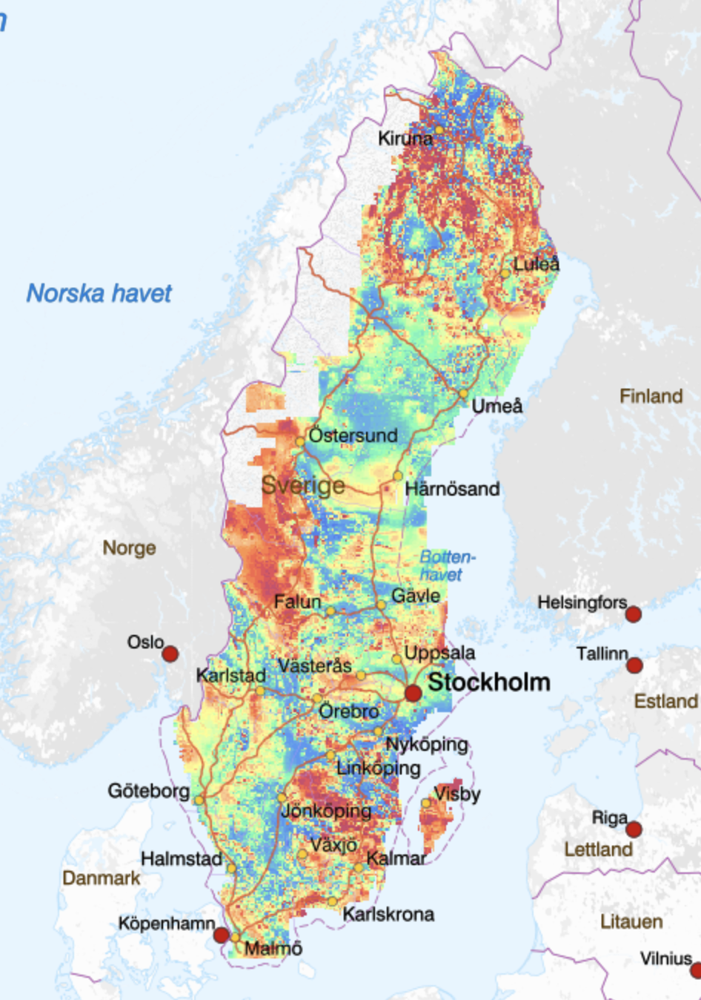 n
Kiruna
Luleå
Norska havet
Finland
Umeå
Östersund
Sverige
Härnösand
Norge
Botten-
havet
Falun
Gävle
Helsingfors
Oslo
Uppsala
Tallinn
Västerås
Karlstad
Stockholm
Örebro
Estland
Nyköping
Linköping
Göteborg
Visby
Jönköping
Riga
Växjö
Lettland
Halmstad
Kalmar
Danmark
Karlskrona
Köpenhamn
Litauen
Malmö
Vilnius